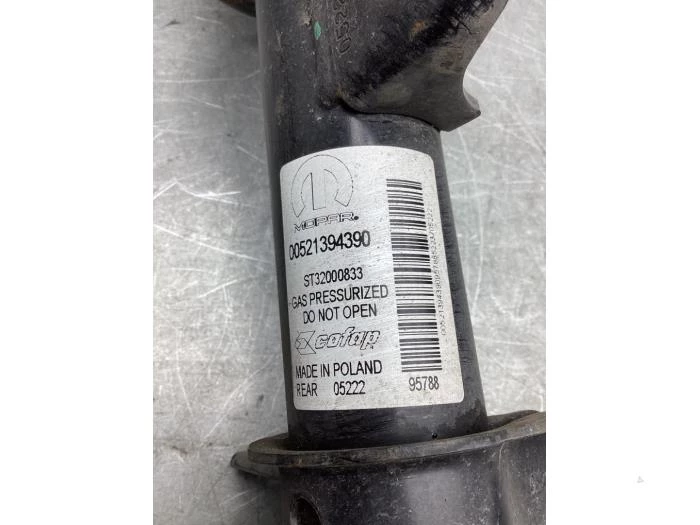 MOPAR®
00521394390
ST32000833
-GAS PRESSURIZED
DO NOT OPEN
cofap
MADE IN POLAND
REAR 05222
95788